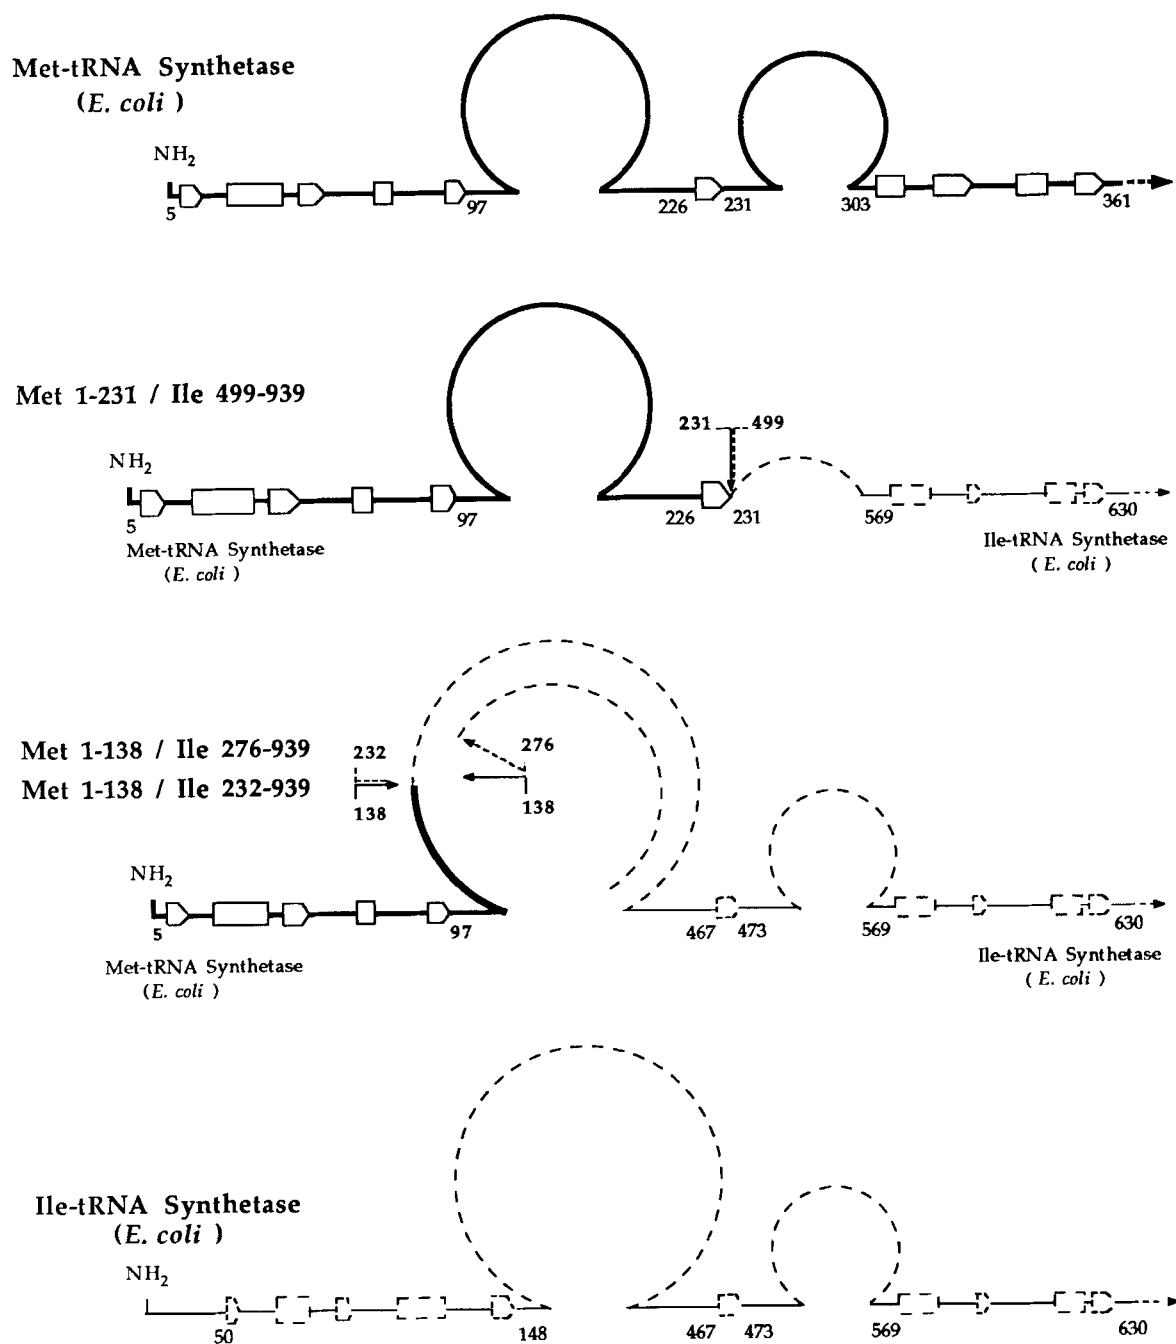 Met-tRNA Synthetase
(E. coli )
NH2
5
97
226
231
303
361
Met 1-231 / Ile 499-939
231
499
NH2
5
97
226
231
569
630
Met-tRNA Synthetase
(E. coli )
Ile-tRNA Synthetase
( E. coli )
Met 1-138 / Ile 276-939
Met 1-138 / Ile 232-939
232
138
276
138
NH2
5
97
467
473
569
630
Met-tRNA Synthetase
(E. coli )
Ile-tRNA Synthetase
( E. coli )
Ile-tRNA Synthetase
(E. coli )
NH2
50
148
467
473
569
630